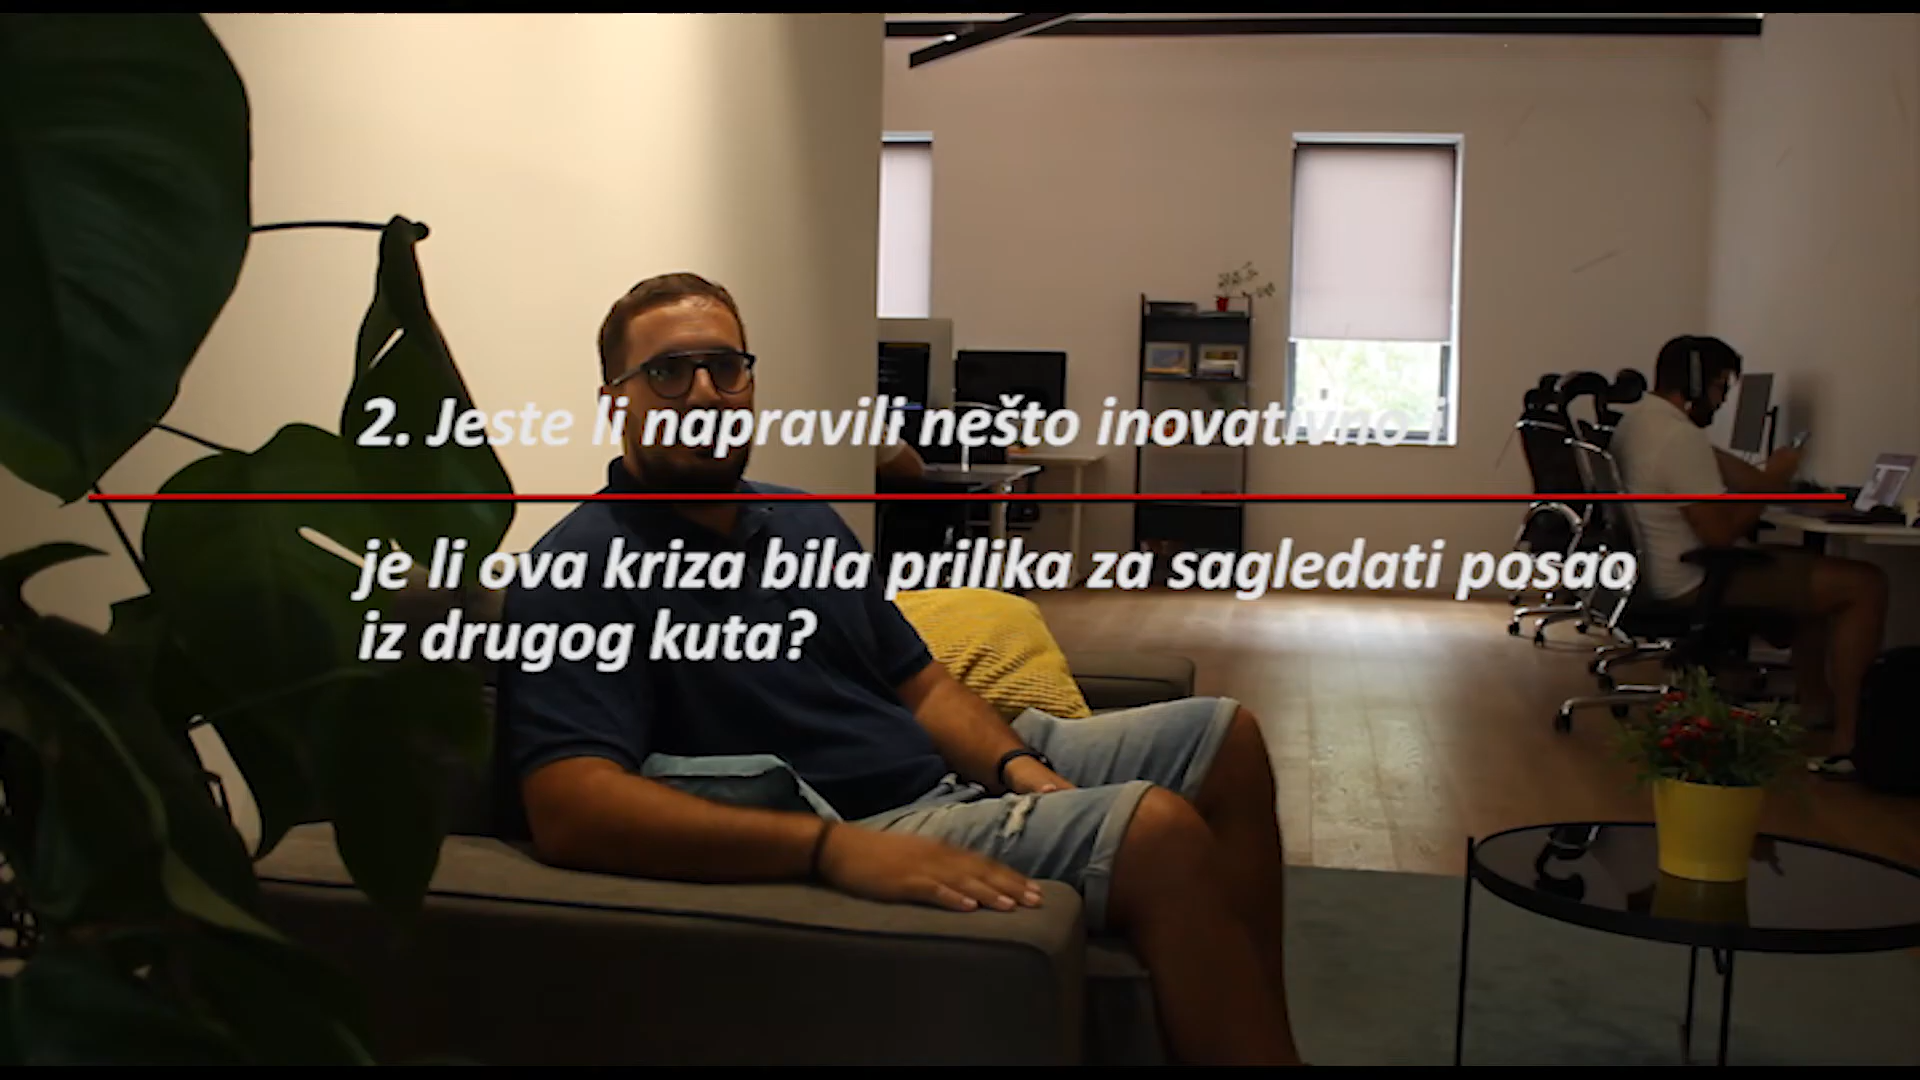 2. Jeste li napravili nešto inovativno i
je li ova kriza bila prilika za sagledati posao
iz drugog kuta?